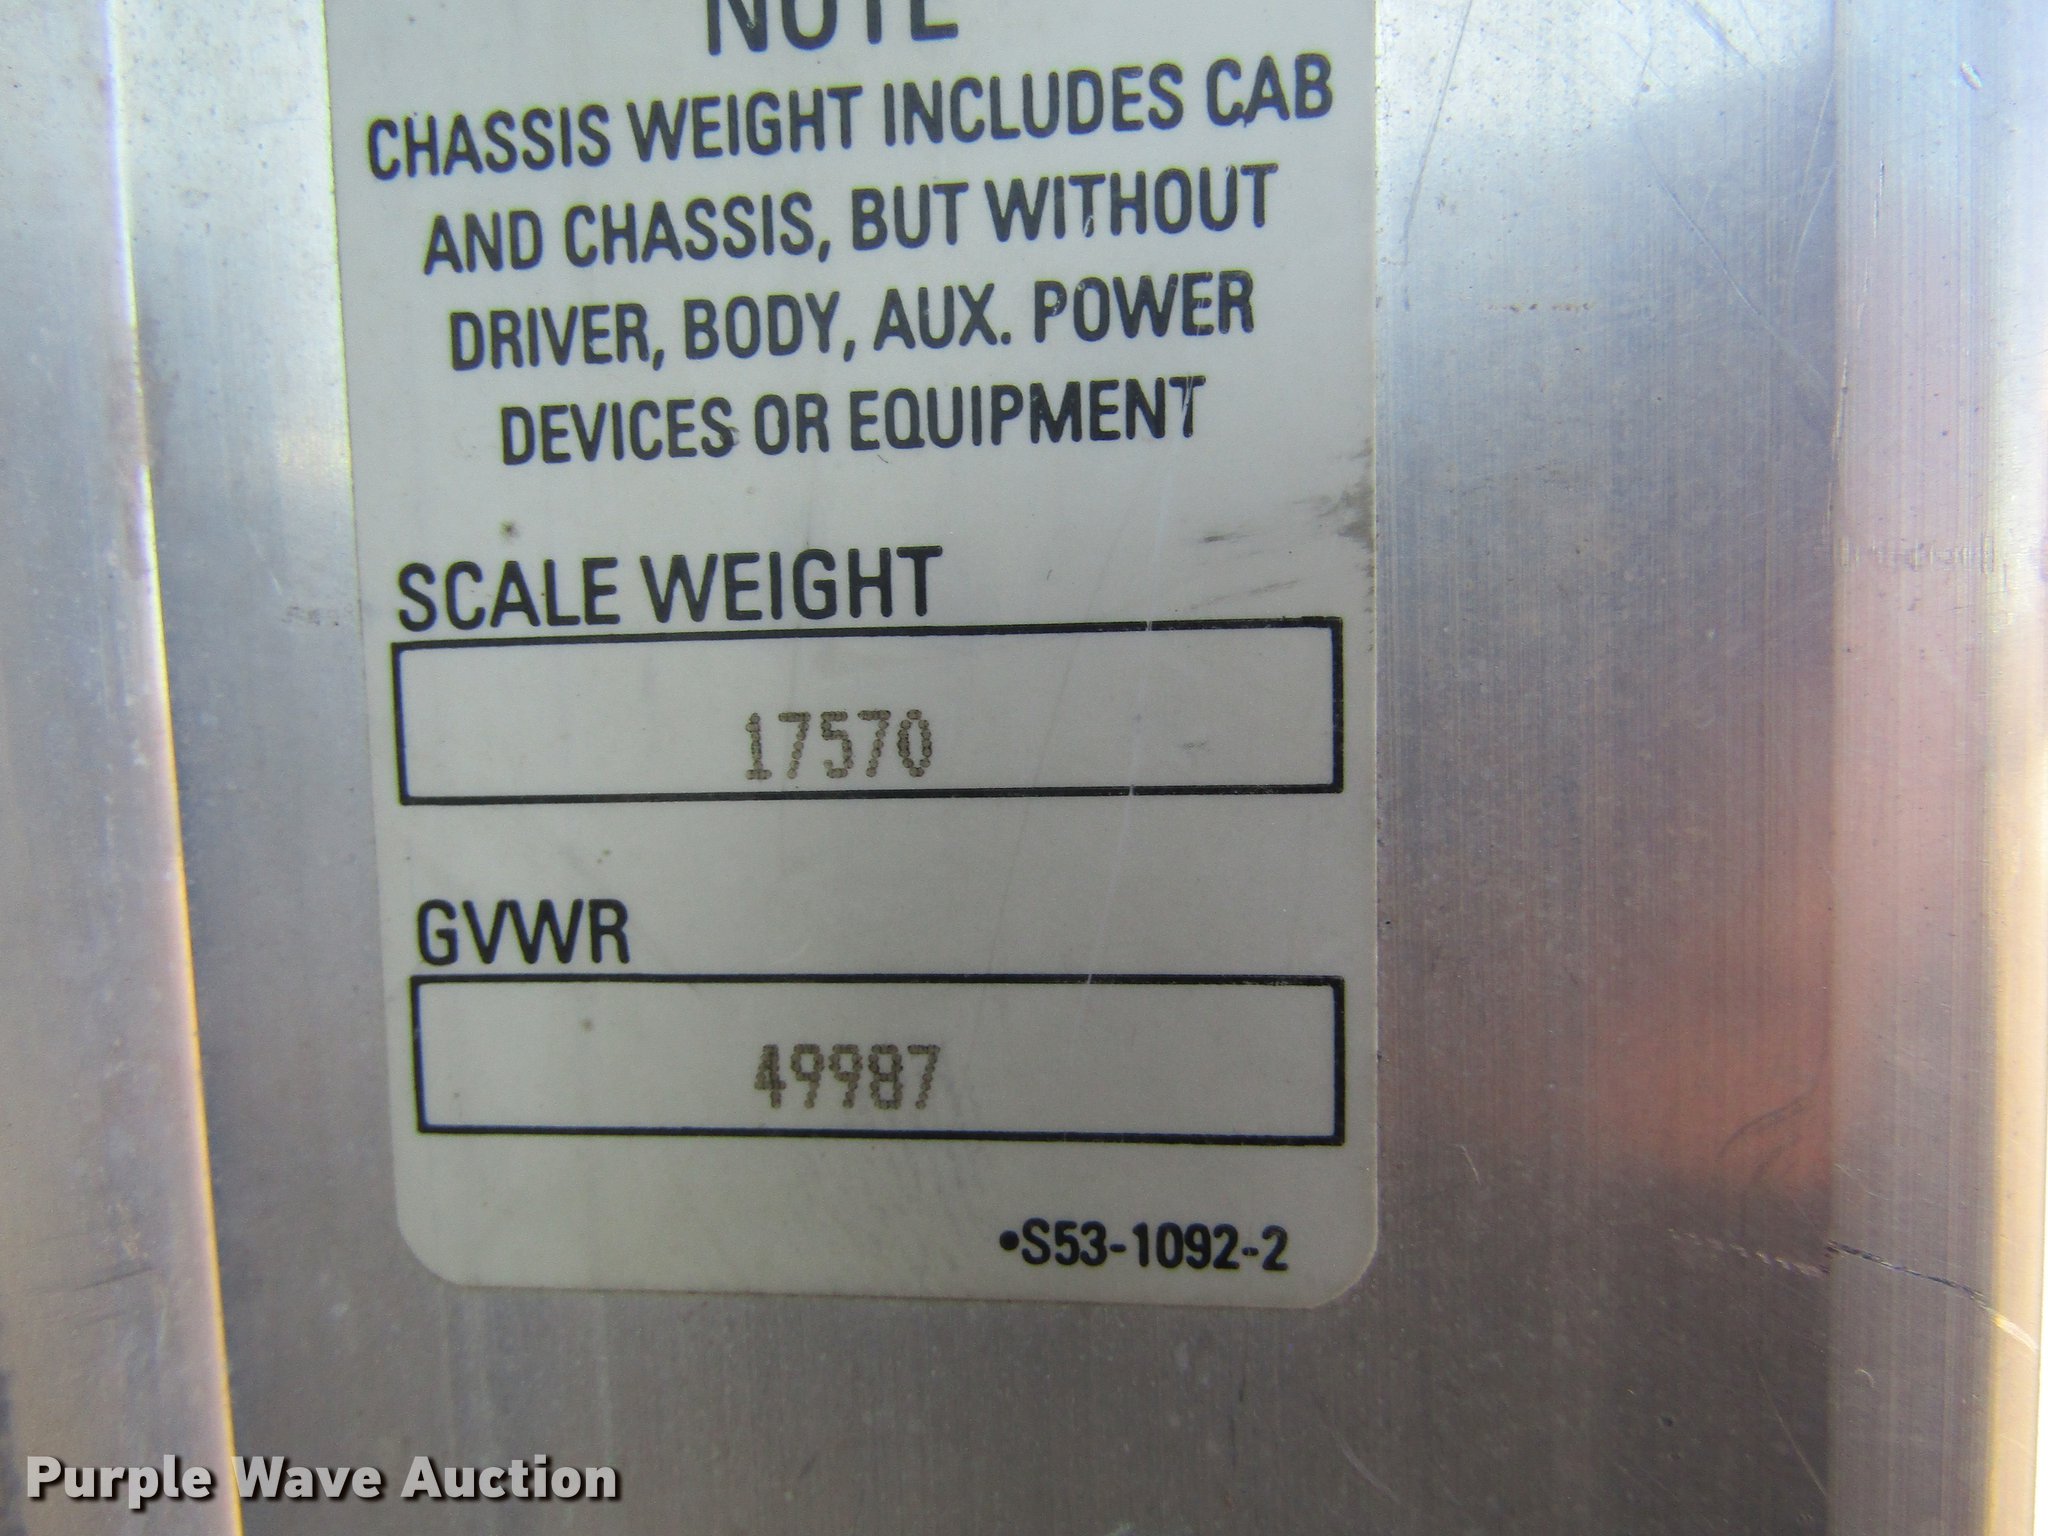 NOTE
CHASSIS WEIGHT INCLUDES CAB
AND CHASSIS, BUT WITHOUT
DRIVER, BODY, AUX. POWER
DEVICES OR EQUIPMENT
SCALE WEIGHT
17570
GVWR
49987
•S53-1092-2
Purple Wave Auction